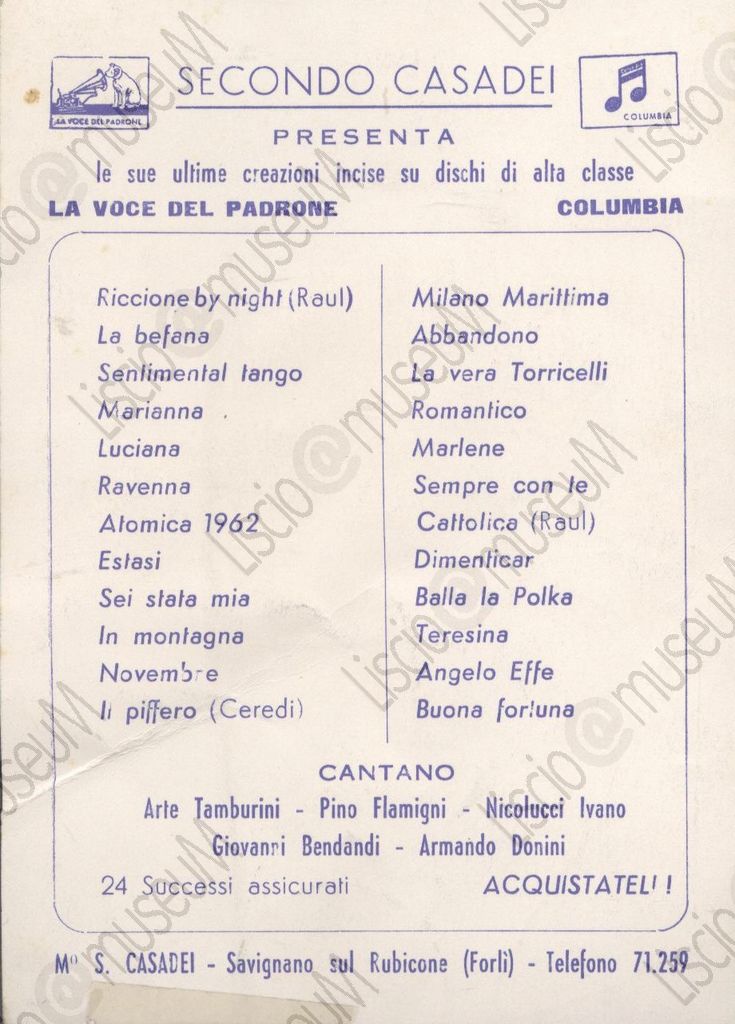 LA VOCE DEL PADRONE
SECONDO CASADEI
COLUMBIA
PRESENTA
le sue ultime creazioni incise su dischi di alta classe
LA VOCE DEL PADRONE COLUMBIA
Riccione by night (Raul)
La befana
Sentimental tango
Marianna
Luciana
Ravenna
Atomica 1962
Estasi
Sei stata mia
In montagna
Novembre
Il piffero (Ceredi)
Milano Marittima
Abbandono
La vera Torricelli
Romantico
Marlene
Sempre con te
Cattolica (Raul)
Dimenticar
Balla la Polka
Teresina
Angelo Effe
Buona fortuna
CANTANO
Arte Tamburini - Pino Flamigni - Nicolucci Ivano
Giovanni Bendandi - Armando Donini
24 Successi assicurati ACQUISTATELI !
Mº S. CASADEI - Savignano sul Rubicone (Forlì) - Telefono 71.259
Liscio@museuM